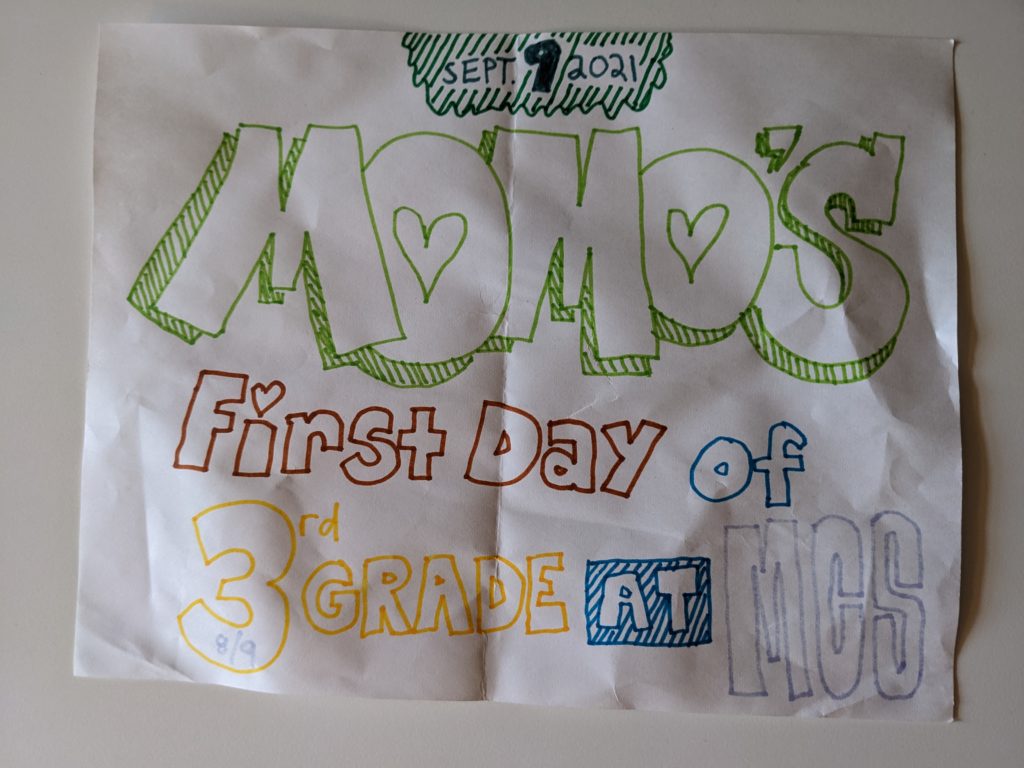 SEPT. 9 2021
MOMO'S
First Day of
3rd GRADE AT MCS
8/9